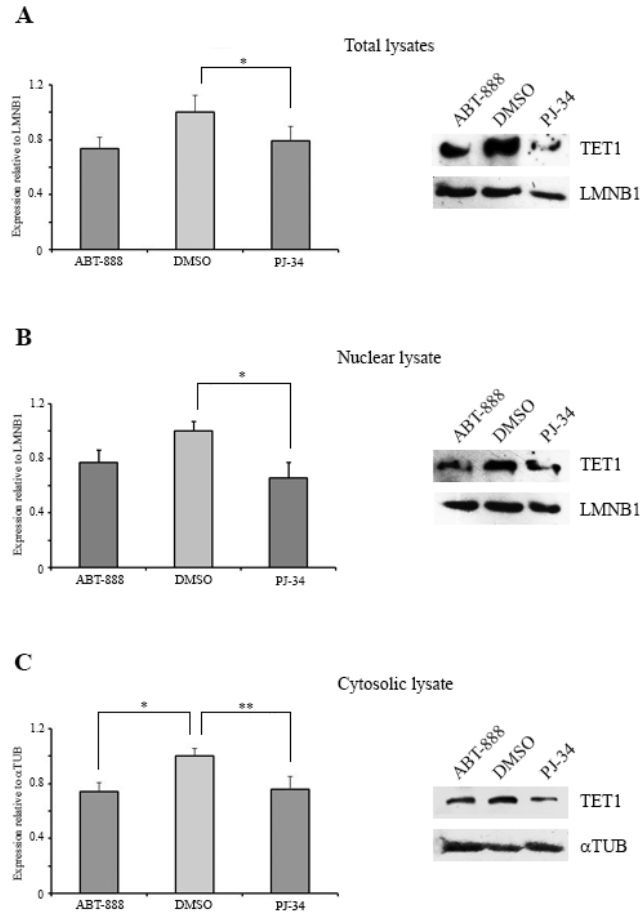 A
Total lysates
*
Expression relative to LMNB1
1.2
0.8
0.4
0
ABT-888
DMSO
PJ-34
ABT-888
DMSO
PJ-34
TET1
LMNB1
B
Nuclear lysate
*
Expression relative to LMNB1
1.2
0.8
0.4
0
ABT-888
DMSO
PJ-34
ABT-888
DMSO
PJ-34
TET1
LMNB1
C
Cytosolic lysate
*
**
Expression relative to αTUB
1.2
0.8
0.4
0
ABT-888
DMSO
PJ-34
ABT-888
DMSO
PJ-34
TET1
αTUB